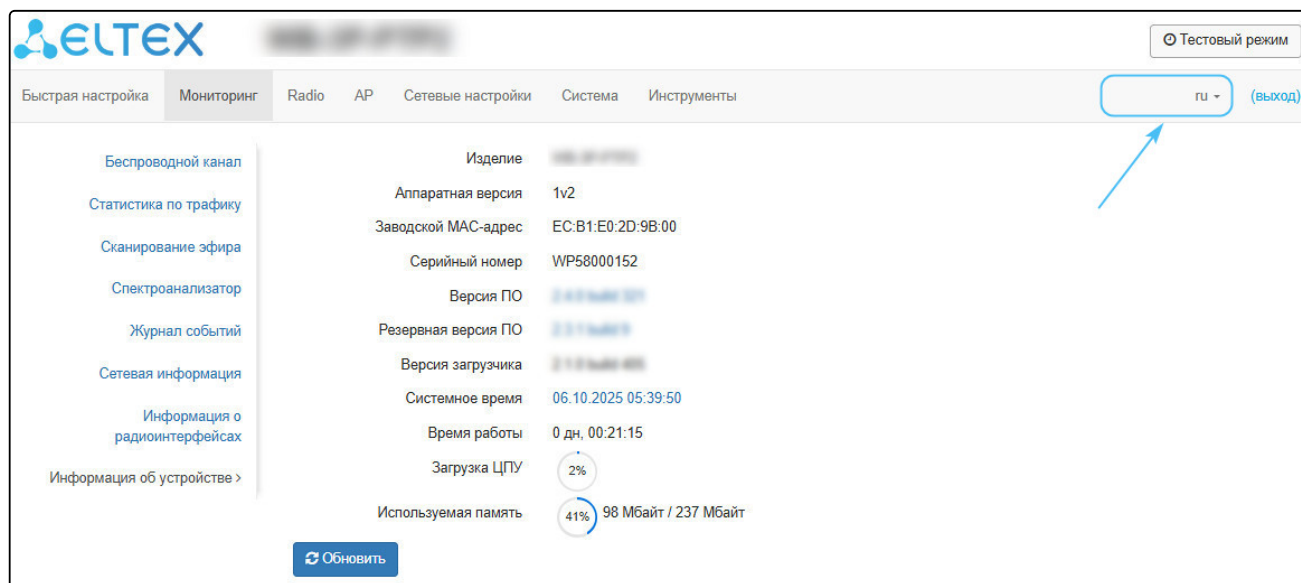 ELTEX
Тестовый режим
Быстрая настройка Мониторинг Radio AP Сетевые настройки Система Инструменты ru (выход)
Беспроводной канал
Статистика по трафику
Сканирование эфира
Спектроанализатор
Журнал событий
Сетевая информация
Информация о
радиоинтерфейсах
Информация об устройстве >
Изделие
Аппаратная версия 1v2
Заводской MAC-адрес EC:B1:E0:2D:9B:00
Серийный номер WP58000152
Версия ПО
Резервная версия ПО
Версия загрузчика
Системное время 06.10.2025 05:39:50
Время работы 0 дн, 00:21:15
Загрузка ЦПУ 2%
Используемая память 41% 98 Мбайт / 237 Мбайт
Обновить